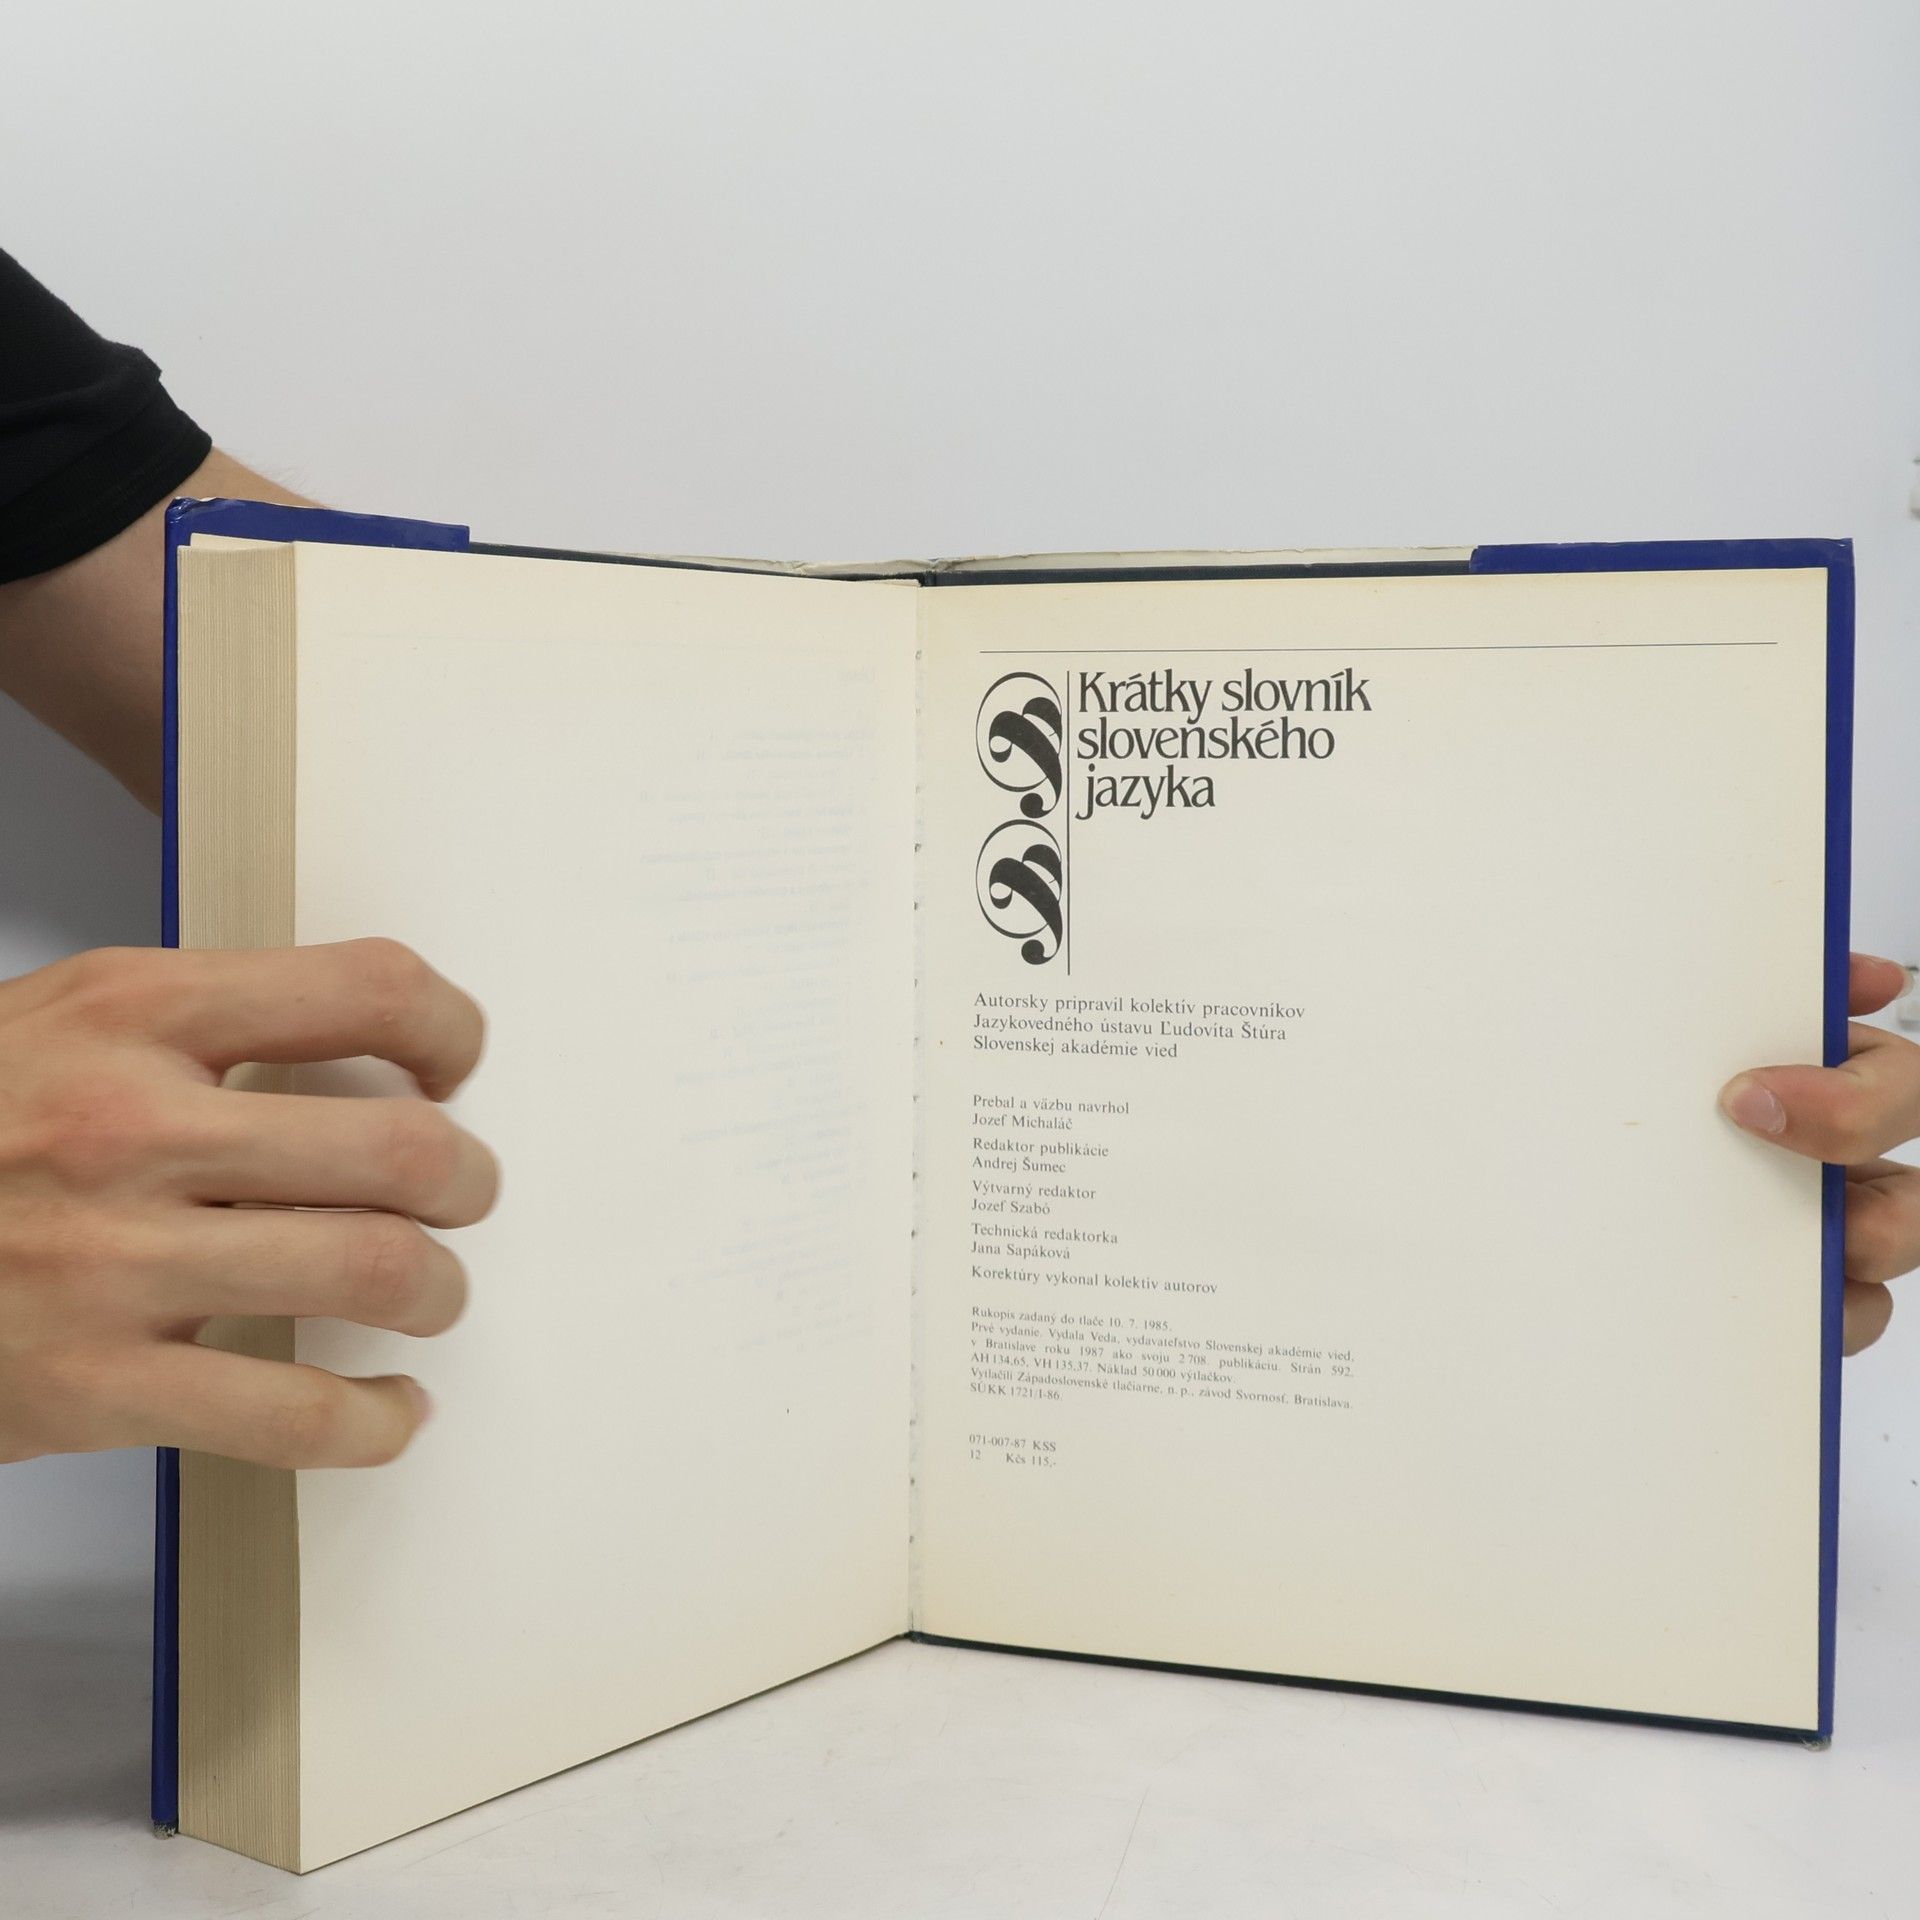 Krátky slovník
slovenského
jazyka
Autorsky pripravil kolektív pracovníkov
Jazykovedného ústavu Ľudovíta Štúra
Slovenskej akadémie vied
Prebal a väzbu navrhol
Jozef Michaláč
Redaktor publikácie
Andrej Šumec
Výtvarný redaktor
Jozef Szabó
Technická redaktorka
Jana Sapáková
Korektúry vykonal kolektív autorov
Rukopis zadaný do tlače 10. 7. 1985.
Prvé vydanie. Vydala Veda, vydavateľstvo Slovenskej akadémie vied,
v Bratislave roku 1987 ako svoju 2 708. publikáciu. Strán 592.
AH 134,65, VH 135,37. Náklad 50 000 výtlačkov.
Vytlačili Západoslovenské tlačiarne, n. p., závod Svornosť, Bratislava.
SÚKK 1721/I-86.
071-007-87 KSS
12 Kčs 115,-